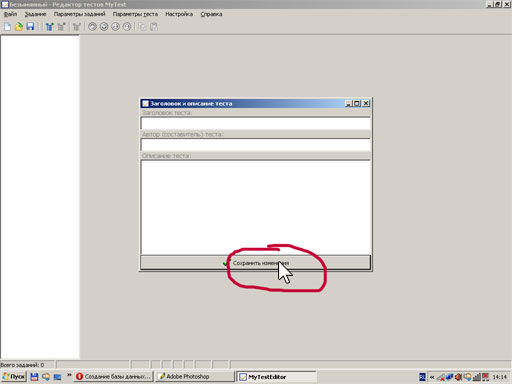 Безымянный - Редактор тестов MyTest
Файл Задание Параметры заданий Параметры теста Настройка Справка
Заголовок и описание теста
Заголовок теста:
Автор (составитель) теста:
Описание теста:
Сохранить изменения
Всего заданий: 0
Пуск » Создание базы данных... Adobe Photoshop MyTestEditor « 14:14